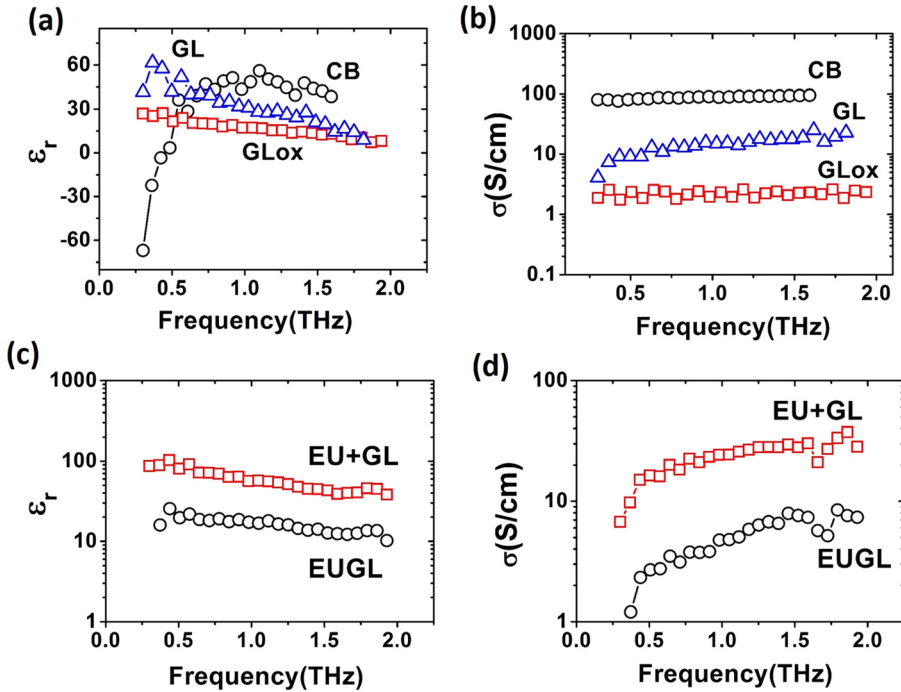 (a)
GL
CB
GLox
60
30
0
-30
-60
εr
0.0 0.5 1.0 1.5 2.0
Frequency(THz)
(b)
1000
100
10
1
0.1
σ(S/cm)
CB
GL
GLox
0.5 1.0 1.5 2.0
Frequency(THz)
(c)
1000
100
10
1
εr
EU+GL
EUGL
0.0 0.5 1.0 1.5 2.0
Frequency(THz)
(d)
100
10
1
σ(S/cm)
EU+GL
EUGL
0.0 0.5 1.0 1.5 2.0
Frequency(THz)